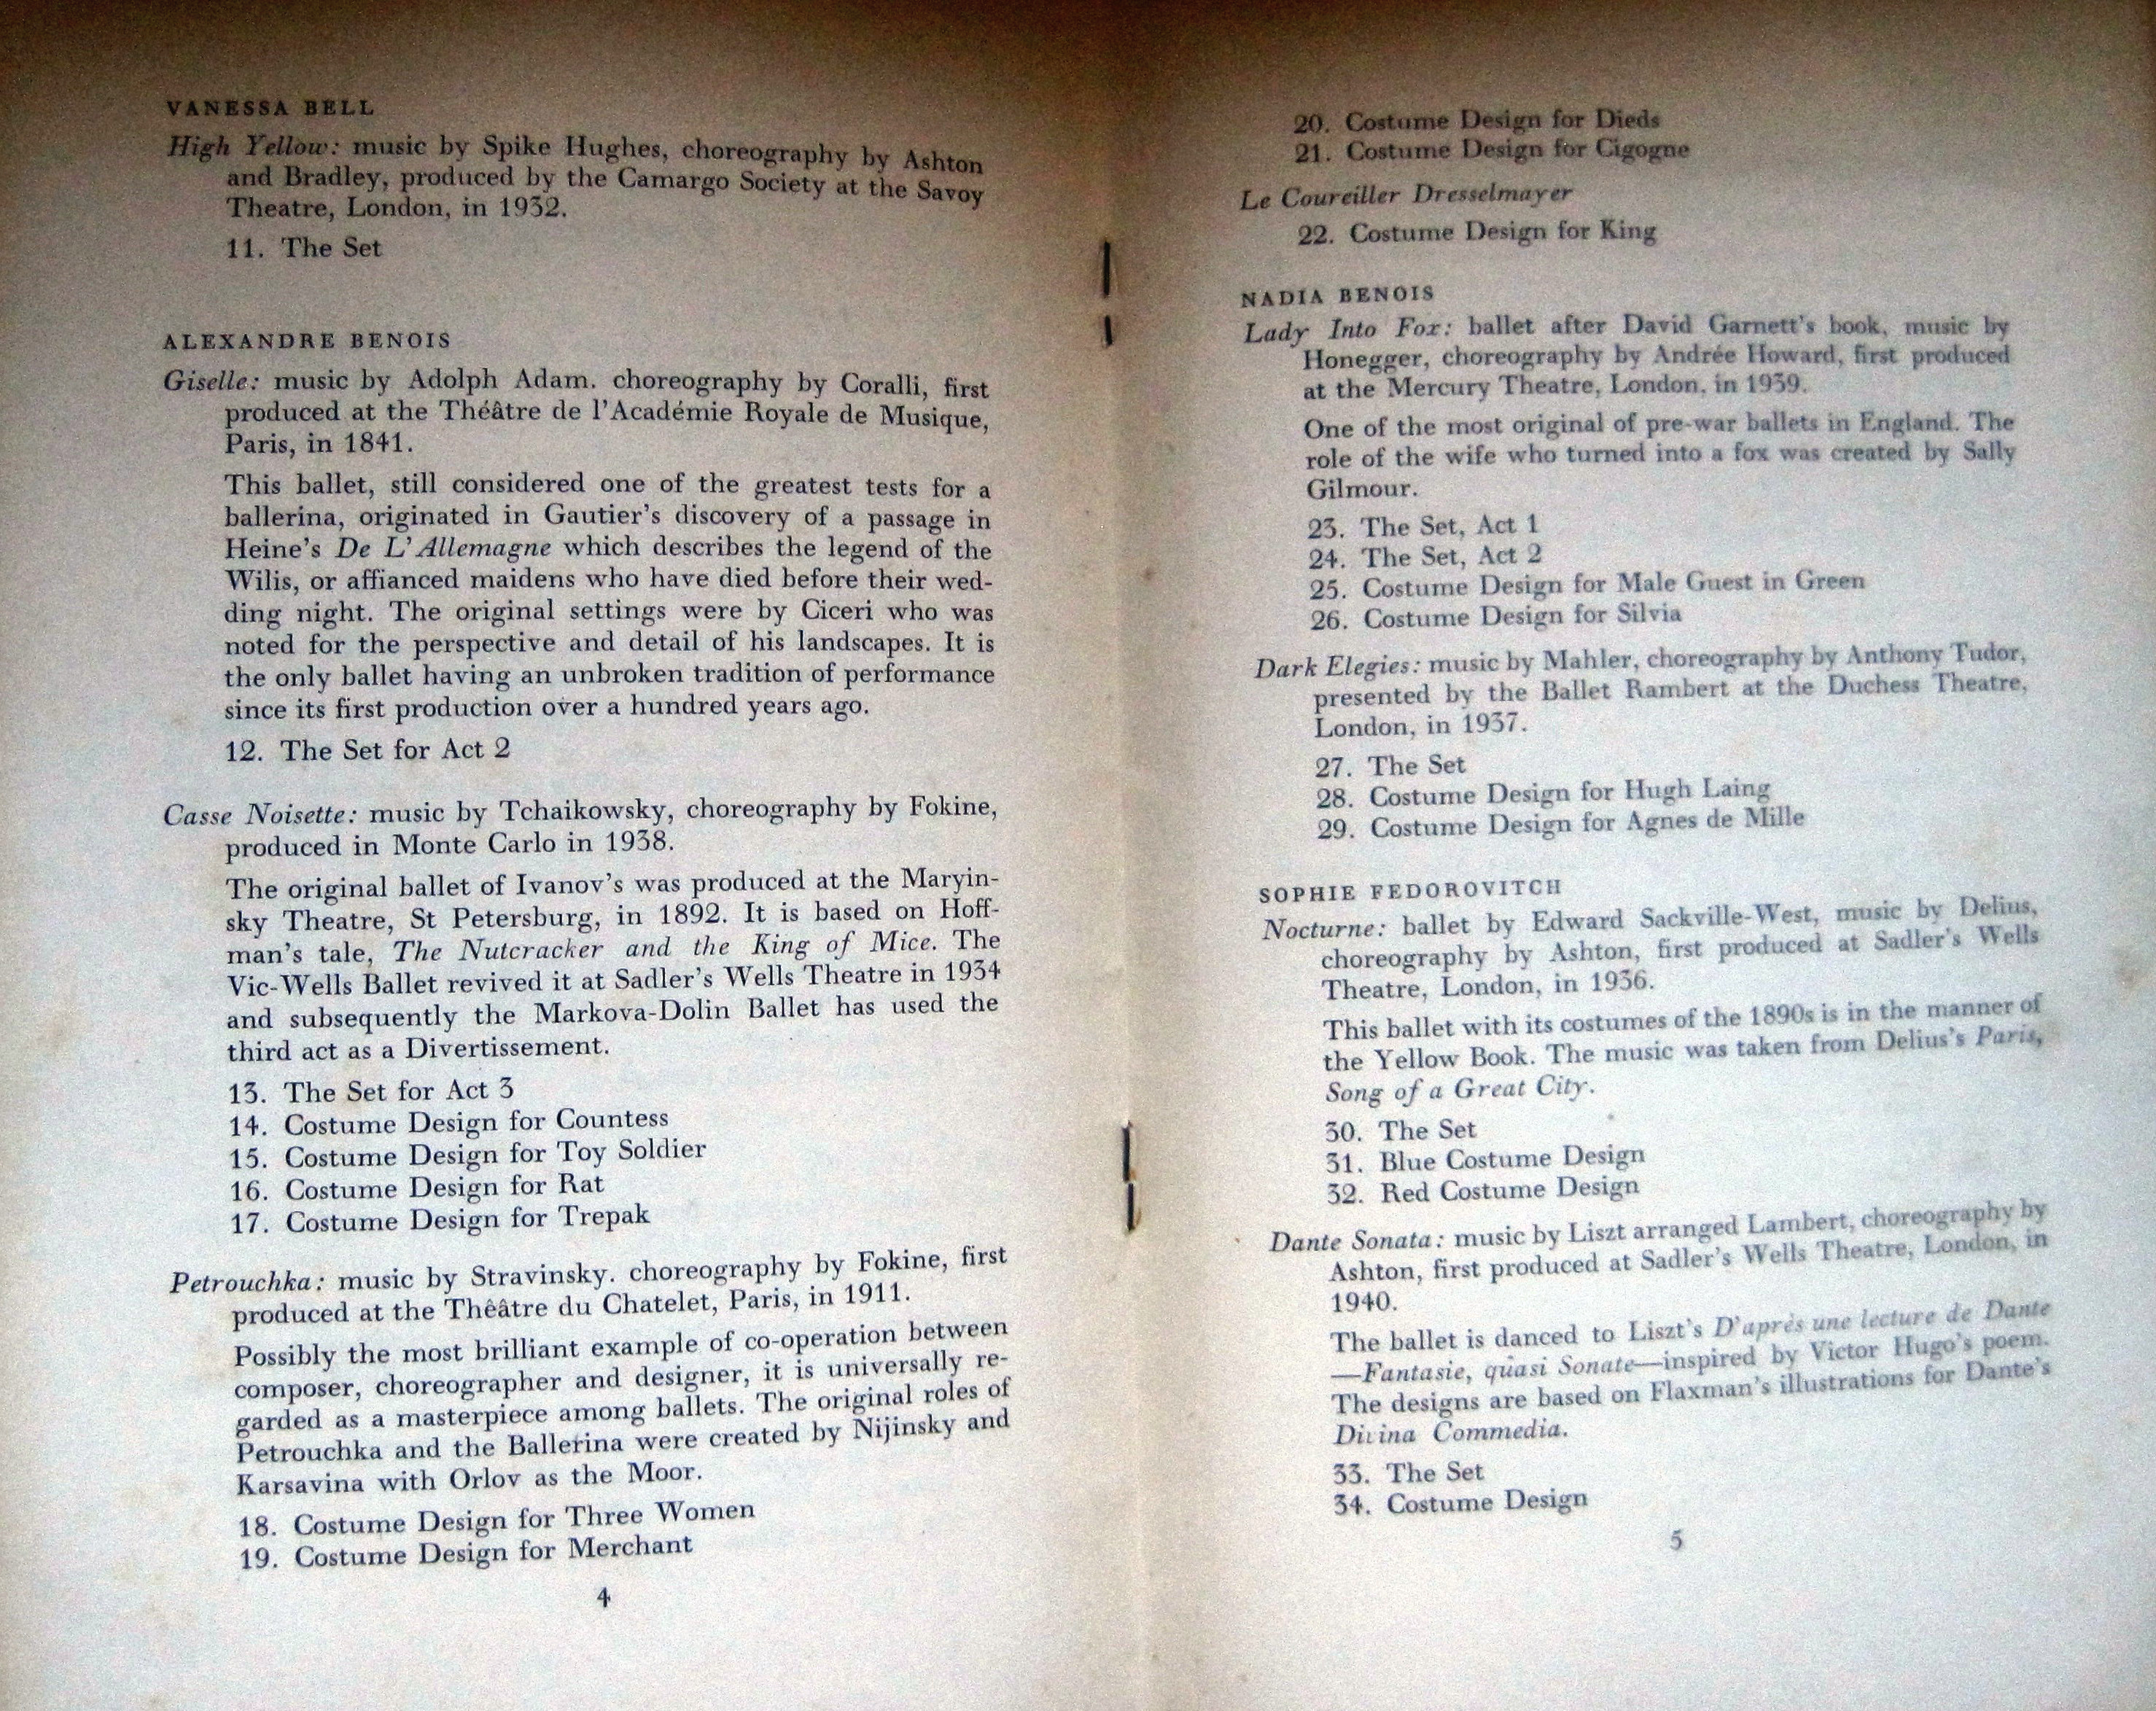 VANESSA BELL
High Yellow: music by Spike Hughes, choreography by Ashton
and Bradley, produced by the Camargo Society at the Savoy
Theatre, London, in 1932.
11. The Set
ALEXANDRE BENOIS
Giselle: music by Adolph Adam. choreography by Coralli, first
produced at the Théâtre de l'Académie Royale de Musique,
Paris, in 1841.
This ballet, still considered one of the greatest tests for a
ballerina, originated in Gautier's discovery of a passage in
Heine's De L'Allemagne which describes the legend of the
Wilis, or affianced maidens who have died before their wed-
ding night. The original settings were by Ciceri who was
noted for the perspective and detail of his landscapes. It is
the only ballet having an unbroken tradition of performance
since its first production over a hundred years ago.
12. The Set for Act 2
Casse Noisette: music by Tchaikowsky, choreography by Fokine,
produced in Monte Carlo in 1938.
The original ballet of Ivanov's was produced at the Maryin-
sky Theatre, St Petersburg, in 1892. It is based on Hoff-
man's tale, The Nutcracker and the King of Mice. The
Vic-Wells Ballet revived it at Sadler's Wells Theatre in 1934
and subsequently the Markova-Dolin Ballet has used the
third act as a Divertissement.
13. The Set for Act 3
14. Costume Design for Countess
15. Costume Design for Toy Soldier
16. Costume Design for Rat
17. Costume Design for Trepak
Petrouchka: music by Stravinsky. choreography by Fokine, first
produced at the Théâtre du Chatelet, Paris, in 1911.
Possibly the most brilliant example of co-operation between
composer, choreographer and designer, it is universally re-
garded as a masterpiece among ballets. The original roles of
Petrouchka and the Ballerina were created by Nijinsky and
Karsavina with Orlov as the Moor.
18. Costume Design for Three Women
19. Costume Design for Merchant
4
20. Costume Design for Dieds
21. Costume Design for Cigogne
Le Coureiller Dresselmayer
22. Costume Design for King
NADIA BENOIS
Lady Into Fox: ballet after David Garnett's book, music by
Honegger, choreography by Andrée Howard, first produced
at the Mercury Theatre, London, in 1939.
One of the most original of pre-war ballets in England. The
role of the wife who turned into a fox was created by Sally
Gilmour.
23. The Set, Act 1
24. The Set, Act 2
25. Costume Design for Male Guest in Green
26. Costume Design for Silvia
Dark Elegies: music by Mahler, choreography by Anthony Tudor,
presented by the Ballet Rambert at the Duchess Theatre,
London, in 1937.
27. The Set
28. Costume Design for Hugh Laing
29. Costume Design for Agnes de Mille
SOPHIE FEDOROVITCH
Nocturne: ballet by Edward Sackville-West, music by Delius,
choreography by Ashton, first produced at Sadler's Wells
Theatre, London, in 1936.
This ballet with its costumes of the 1890s is in the manner of
the Yellow Book. The music was taken from Delius's Paris,
Song of a Great City.
30. The Set
31. Blue Costume Design
32. Red Costume Design
Dante Sonata: music by Liszt arranged Lambert, choreography by
Ashton, first produced at Sadler's Wells Theatre, London, in
1940.
The ballet is danced to Liszt's D'après une lecture de Dante
—Fantasie, quasi Sonate—inspired by Victor Hugo's poem.
The designs are based on Flaxman's illustrations for Dante's
Divina Commedia.
33. The Set
34. Costume Design
5